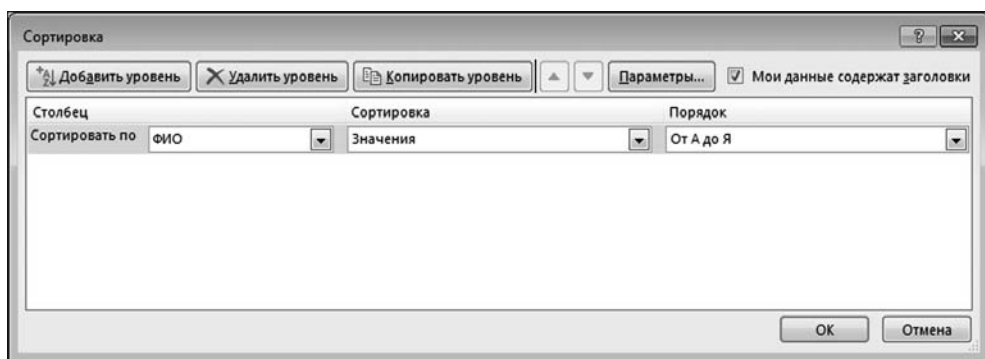 Сортировка
Добавить уровень Удалить уровень Копировать уровень Параметры... Мои данные содержат заголовки
Столбец Сортировка Порядок
Сортировать по ФИО Значения От А до Я
ОК Отмена